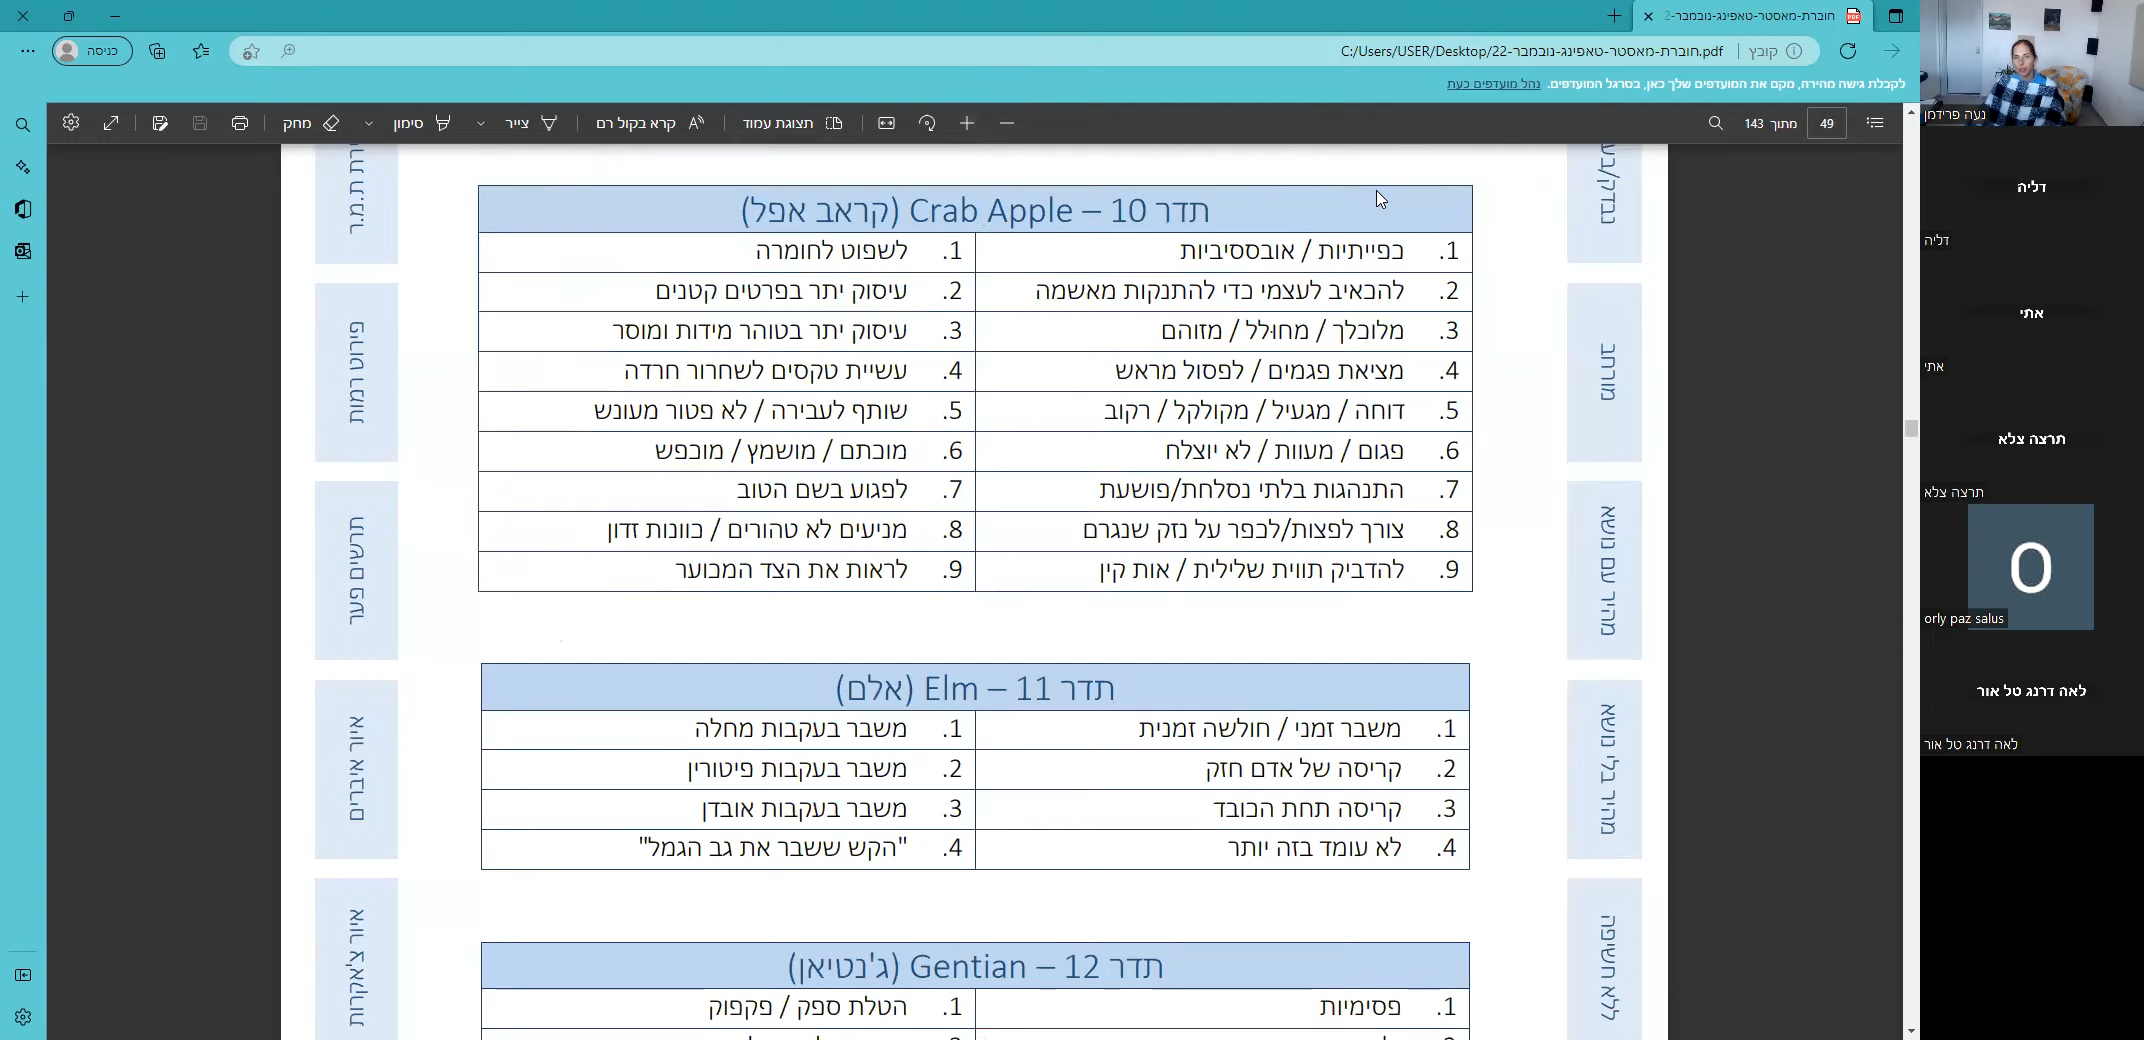 חוברת-מאסטר-טאפינג-נובמבר-2
כניסה
קובץ
C:/Users/USER/Desktop/22-חוברת-מאסטר-טאפינג-נובמבר.pdf
לקבלת גישה מהירה, מקם את המועדפים שלך כאן, בסרגל המועדפים. נהל מועדפים כעת
49 מתוך 143
תצוגת עמוד
קרא בקול רם
צייר
סימון
מחק
תדר 10 – Crab Apple (קראב אפל)
1. כפייתיות / אובססיביות 1. לשפוט לחומרה
2. להכאיב לעצמי כדי להתנקות מאשמה 2. עיסוק יתר בפרטים קטנים
3. מלוכלך / מחולל / מזוהם 3. עיסוק יתר בטוהר מידות ומוסר
4. מציאת פגמים / לפסול מראש 4. עשיית טקסים לשחרור חרדה
5. דוחה / מגעיל / מקולקל / רקוב 5. שותף לעבירה / לא פטור מעונש
6. פגום / מעוות / לא יוצלח 6. מוכתם / מושמץ / מוכפש
7. התנהגות בלתי נסלחת/פושעת 7. לפגוע בשם הטוב
8. צורך לפצות/לכפר על נזק שנגרם 8. מניעים לא טהורים / כוונות זדון
9. להדביק תווית שלילית / אות קין 9. לראות את הצד המכוער
תדר 11 – Elm (אלם)
1. משבר זמני / חולשה זמנית 1. משבר בעקבות מחלה
2. קריסה של אדם חזק 2. משבר בעקבות פיטורין
3. קריסה תחת הכובד 3. משבר בעקבות אובדן
4. לא עומד בזה יותר 4. "הקש ששבר את גב הגמל"
תדר 12 – Gentian (ג'נטיאן)
1. פסימיות 1. הטלת ספק / פקפוק
מורחב
מהיר עם נושא
מהיר בלי נושא
ללא חשיפה
פירוט רמות
תרשים פער
איור איברים
איור צ'אקרות
נעה פרידמן
דליה
דליה
אתי
אתי
תרצה צלא
תרצה צלא
O
orly paz salus
לאה דרנג טל אור
לאה דרנג טל אור